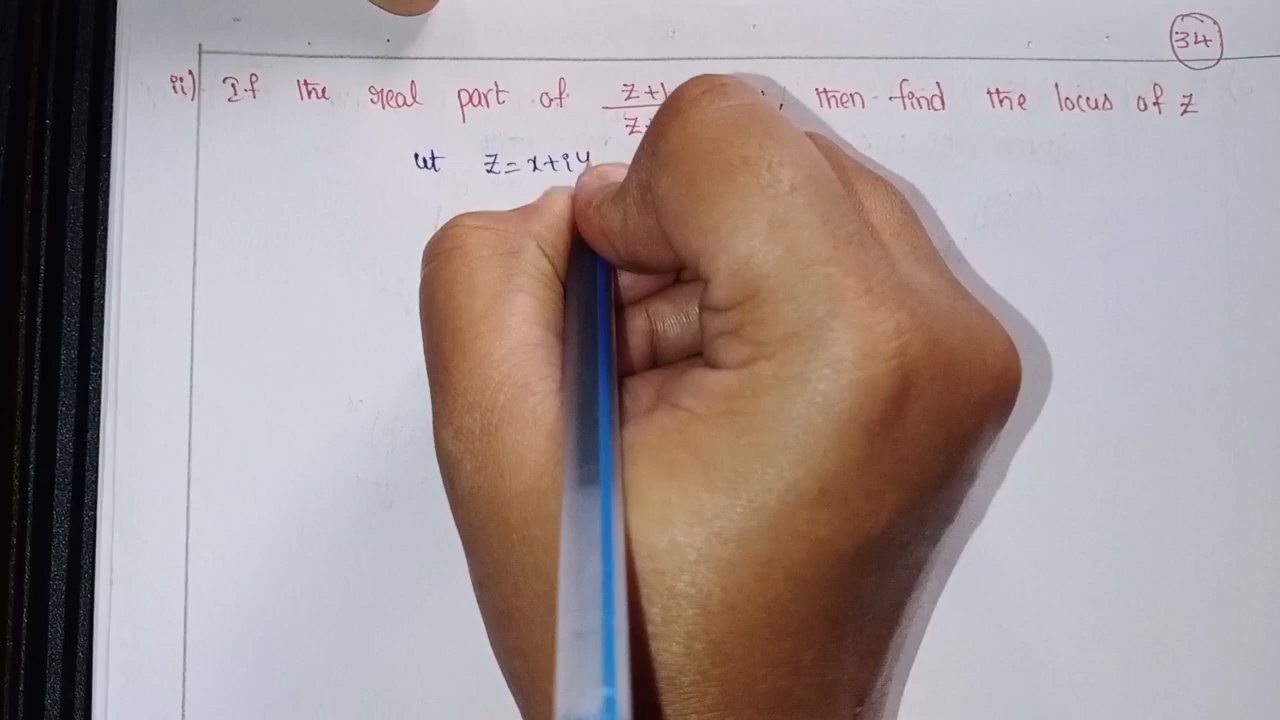 34
ii) If the real part of z+1 then find the locus of z
let z=x+iy